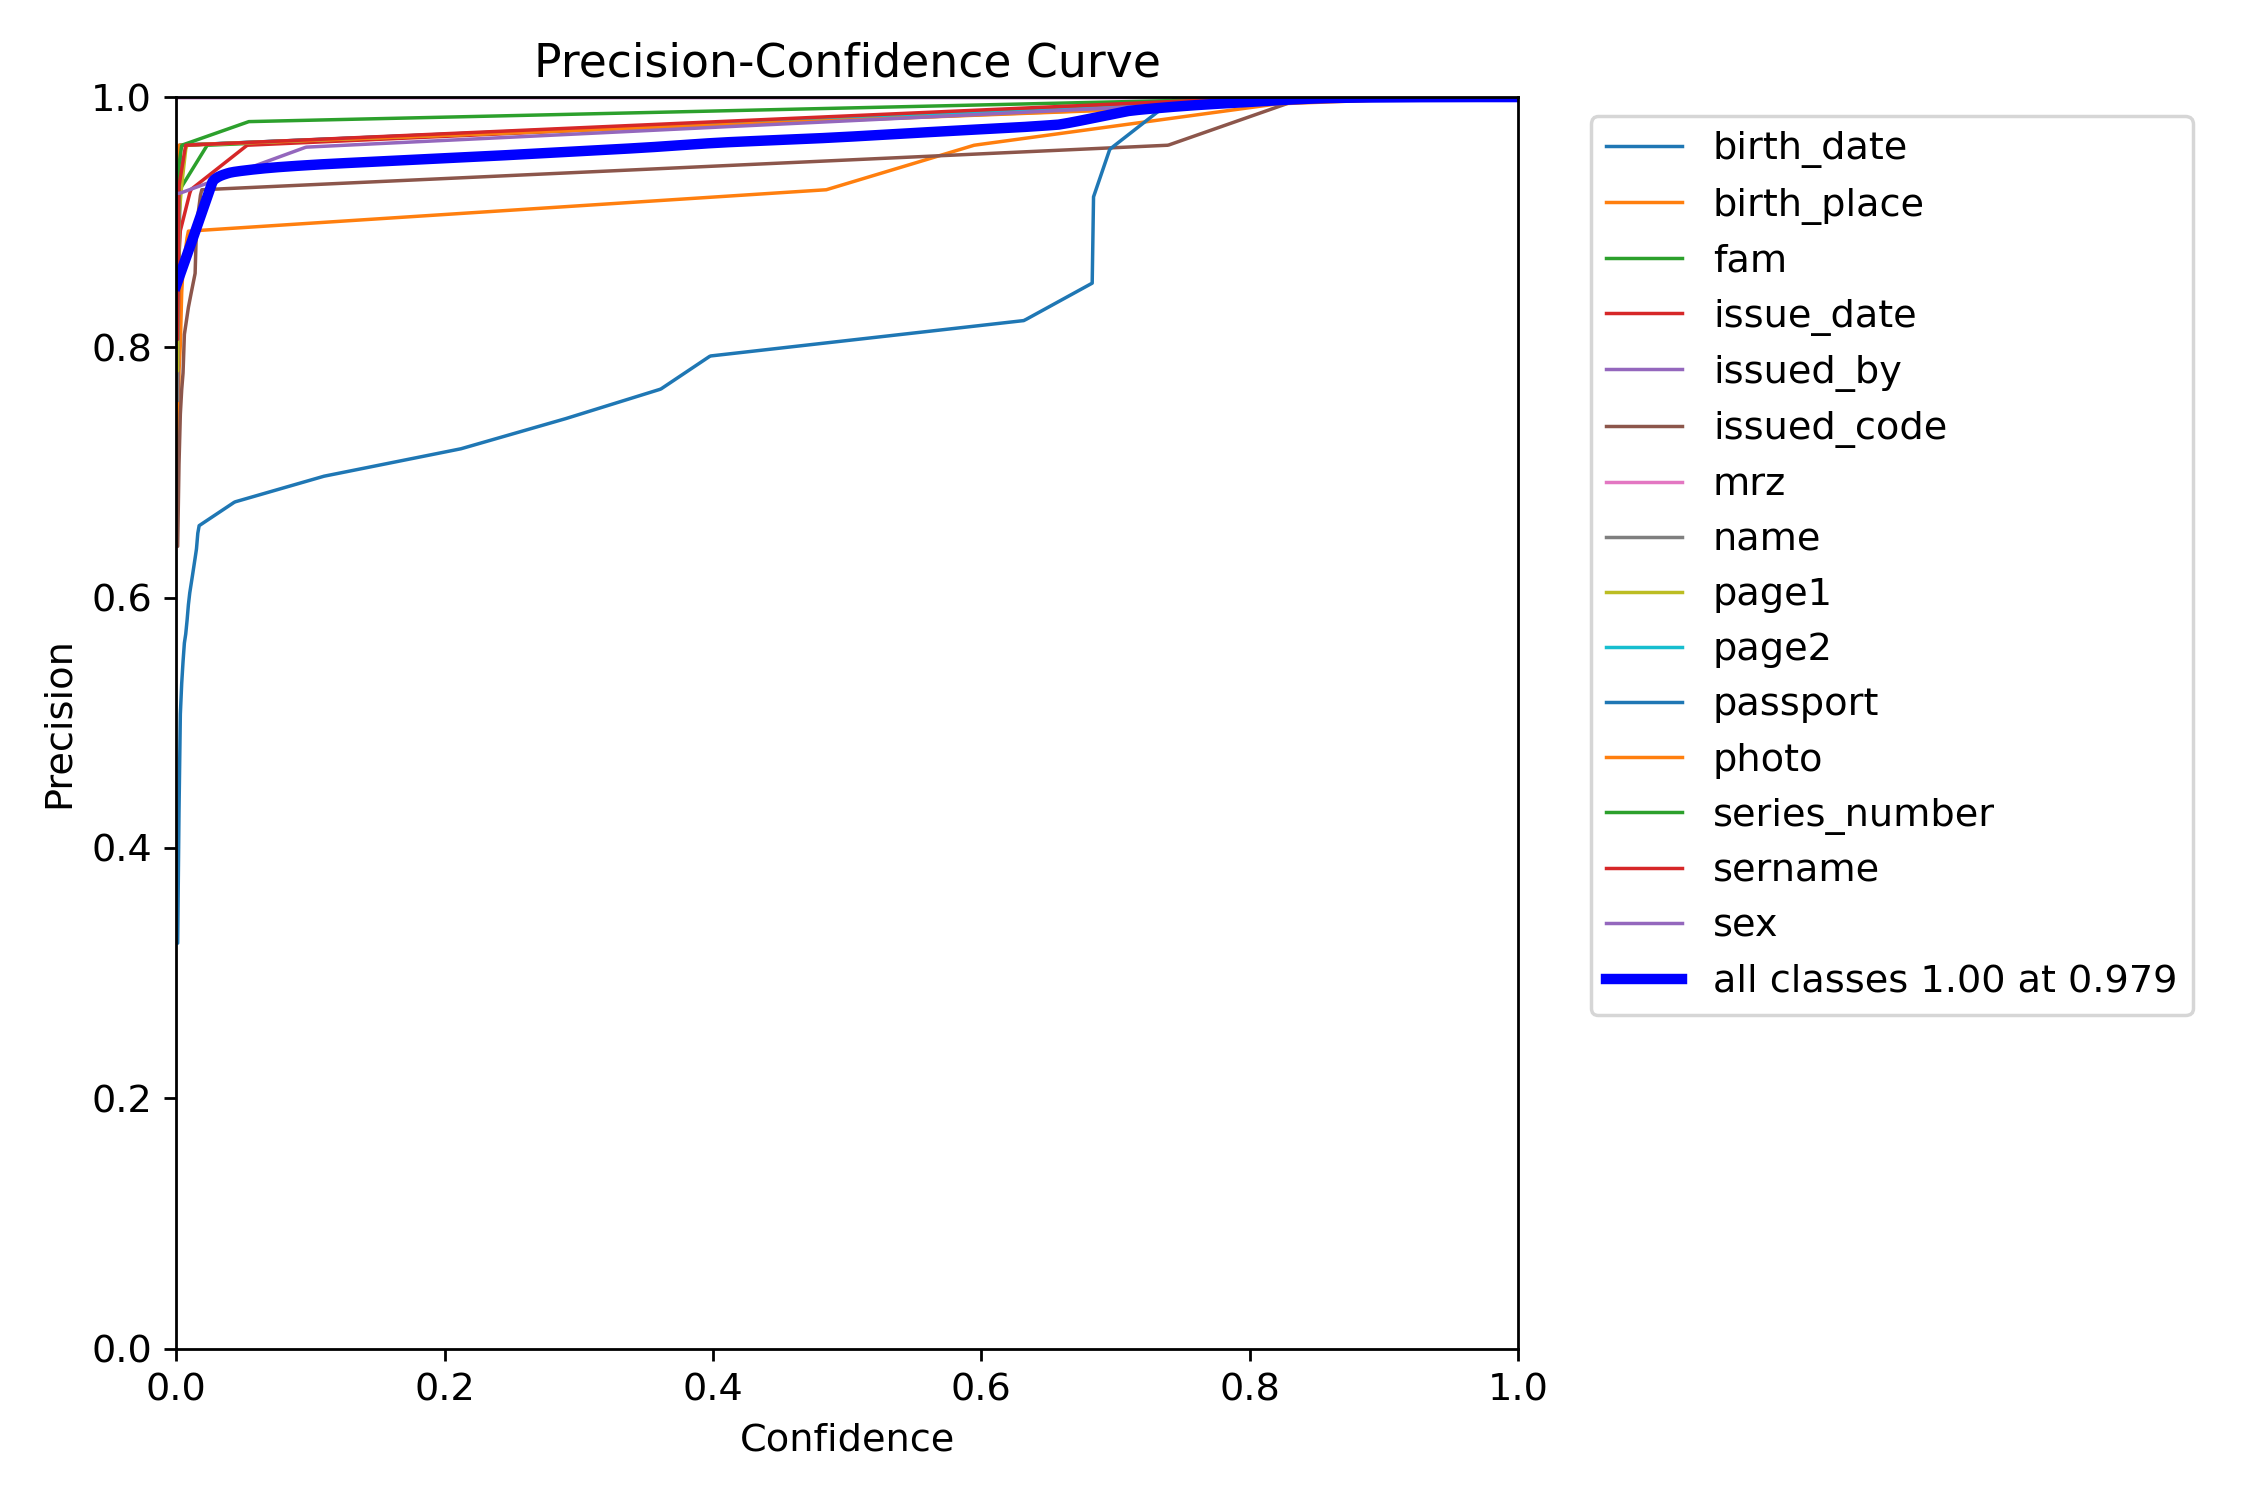 Precision-Confidence Curve
1.0
0.8
0.6
0.4
0.2
0.0
Precision
0.0 0.2 0.4 0.6 0.8 1.0
Confidence
birth_date
birth_place
fam
issue_date
issued_by
issued_code
mrz
name
page1
page2
passport
photo
series_number
sername
sex
all classes 1.00 at 0.979